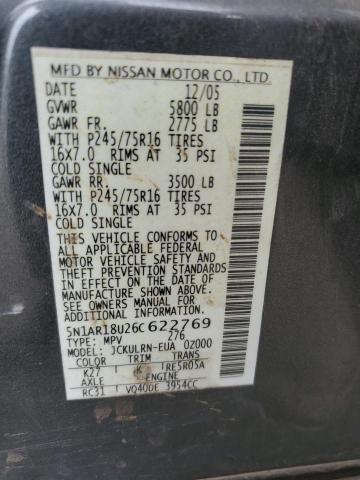 MFD BY NISSAN MOTOR CO., LTD.
DATE 12/05
GVWR 5800 LB
GAWR FR. 2775 LB
WITH P245/75R16 TIRES
16X7.0 RIMS AT 35 PSI
COLD SINGLE
GAWR RR. 3500 LB
WITH P245/75R16 TIRES
16X7.0 RIMS AT 35 PSI
COLD SINGLE
THIS VEHICLE CONFORMS TO
ALL APPLICABLE FEDERAL
MOTOR VEHICLE SAFETY AND
THEFT PREVENTION STANDARDS
IN EFFECT ON THE DATE OF
MANUFACTURE SHOWN ABOVE.
SEE OWNERS MANUAL FOR
ADDITIONAL INFORMATION.
5N1AR18U26C622769
TYPE: MPV 276
MODEL: JCKULRN-EUA 0Z000
COLOR TRIM TRANS
K27 K RE5R05A
AXLE ENGINE
RC31 VQ40DE 3954CC